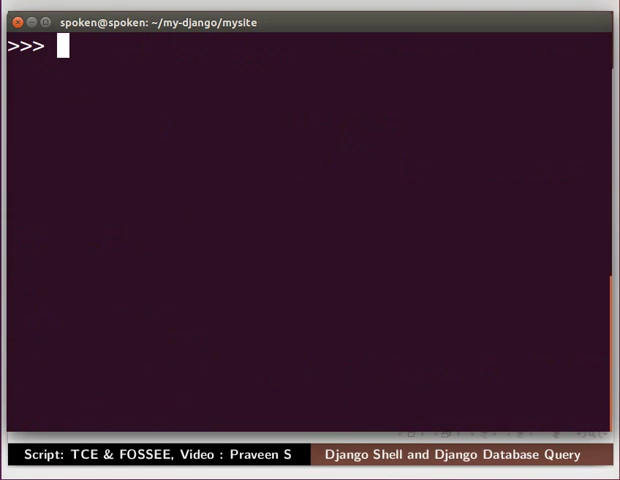 spoken@spoken: ~/my-django/mysite
>>>
Script: TCE & FOSSEE, Video : Praveen S
Django Shell and Django Database Query